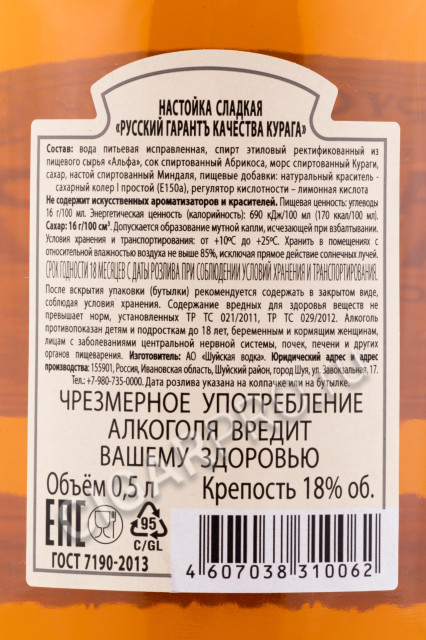 НАСТОЙКА СЛАДКАЯ
«РУССКИЙ ГАРАНТЪ КАЧЕСТВА КУРАГА»
Состав: вода питьевая исправленная, спирт этиловый ректификованный из
пищевого сырья «Альфа», сок спиртованный Абрикоса, морс спиртованный Кураги,
сахар, настой спиртованный Миндаля, пищевые добавки: натуральный краситель -
сахарный колер I простой (Е150а), регулятор кислотности – лимонная кислота
Не содержит искусственных ароматизаторов и красителей. Пищевая ценность: углеводы
16 г/100 мл. Энергетическая ценность (калорийность): 690 кДж/100 мл (170 ккал/100 мл).
Сахар: 16 г/100 см³. Допускается образование мутной капли, исчезающей при взбалтывании.
Условия хранения и транспортирования: от +10°С до +25°С. Хранить в помещениях с
относительной влажностью воздуха не выше 85%, исключая прямое действие солнечных лучей.
СРОК ГОДНОСТИ 18 МЕСЯЦЕВ С ДАТЫ РОЗЛИВА ПРИ СОБЛЮДЕНИИ УСЛОВИЙ ХРАНЕНИЯ И ТРАНСПОРТИРОВАНИЯ.
После вскрытия упаковки (бутылки) рекомендуется хранить в закрытом виде,
соблюдая условия хранения. Содержание вредных для здоровья веществ не
превышает норм, установленных ТР ТС 021/2011, ТР ТС 029/2012. Алкоголь
противопоказан детям и подросткам до 18 лет, беременным и кормящим женщинам,
лицам с заболеваниями центральной нервной системы, почек, печени и других
органов пищеварения. Изготовитель: АО «Шуйская водка». Юридический адрес и адрес
производства: 155901, Россия, Ивановская область, Шуйский район, город Шуя, ул. Завокзальная, 17.
Тел.: +7-980-735-0000. Дата розлива указана на колпачке или на бутылке.
ЧРЕЗМЕРНОЕ УПОТРЕБЛЕНИЕ
АЛКОГОЛЯ ВРЕДИТ
ВАШЕМУ ЗДОРОВЬЮ
Объём 0,5 л Крепость 18% об.
ЕАС 95
C/GL
ГОСТ 7190-2013
4 607038 310062